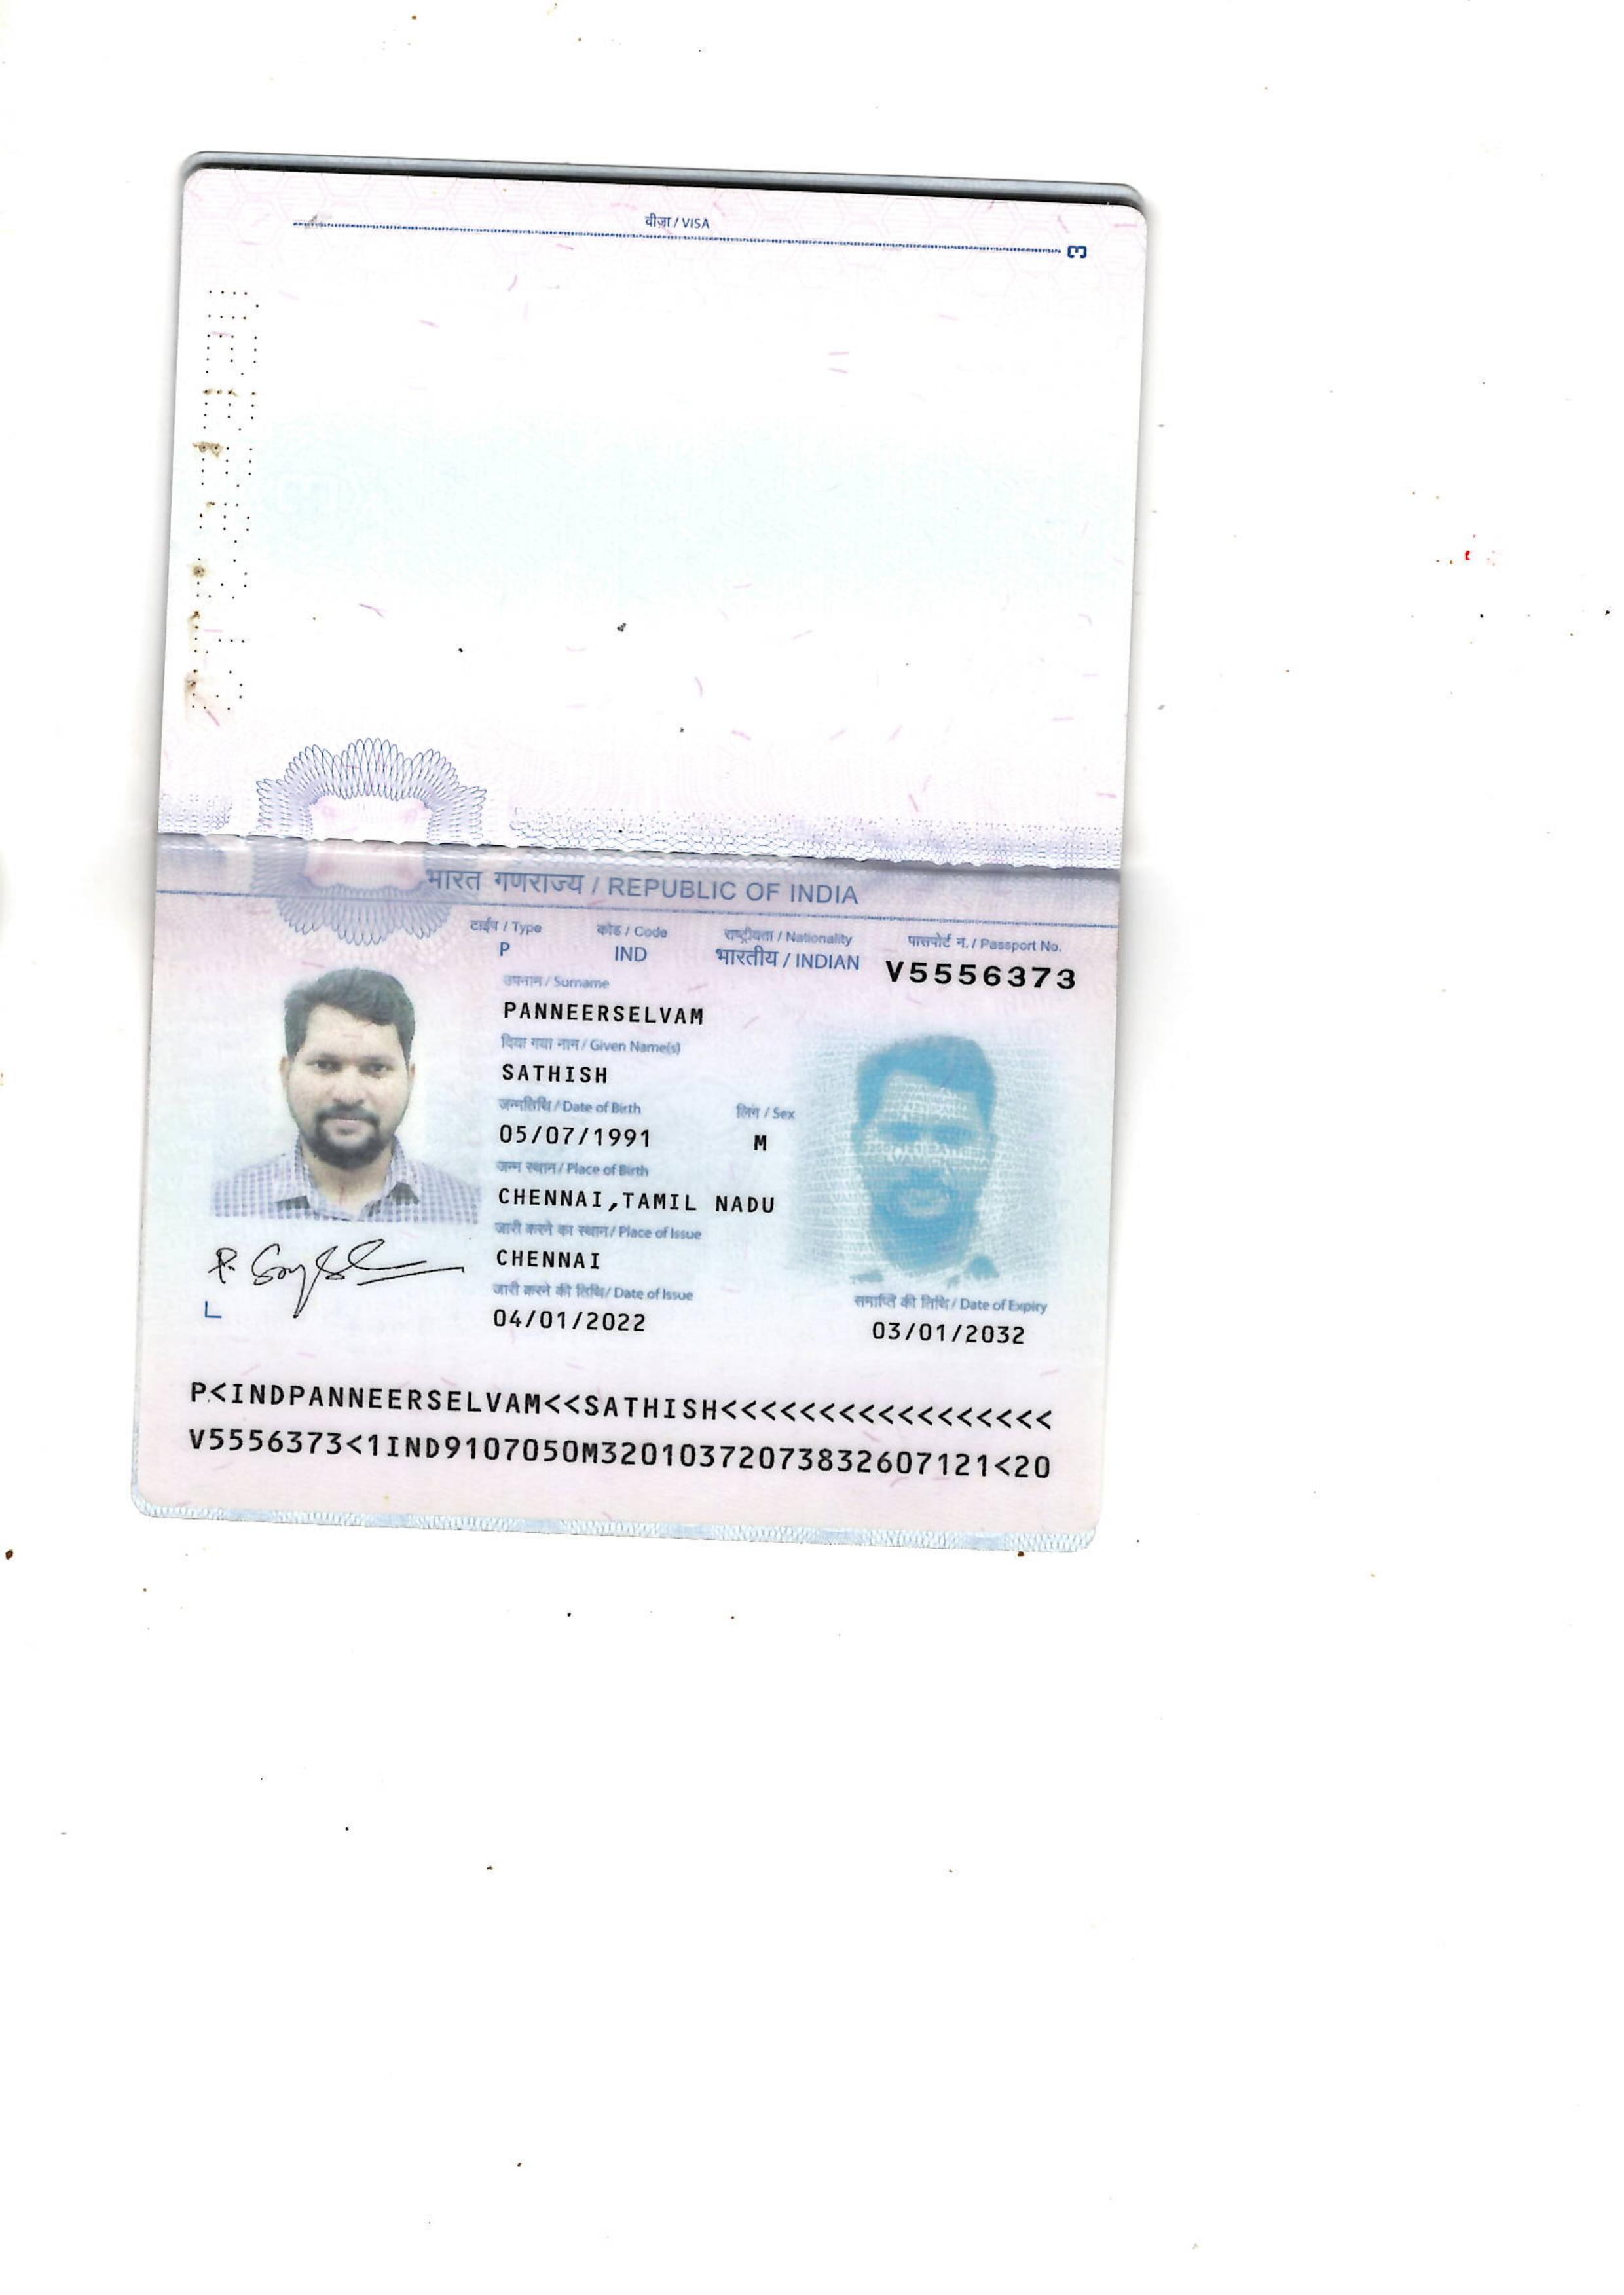 वीज़ा / VISA
3
भारत गणराज्य / REPUBLIC OF INDIA
टाईप / Type
कोड / Code
राष्ट्रीयता / Nationality
पासपोर्ट न. / Passport No.
P
IND
भारतीय / INDIAN
V5556373
उपनाम / Surname
PANNEERSELVAM
दिया गया नाम / Given Name(s)
SATHISH
जन्मतिथि / Date of Birth
लिंग / Sex
05/07/1991
M
जन्म स्थान / Place of Birth
CHENNAI,TAMIL NADU
जारी करने का स्थान / Place of Issue
CHENNAI
जारी करने की तिथि / Date of Issue
समाप्ति की तिथि / Date of Expiry
04/01/2022
03/01/2032
P<INDPANNEERSELVAM<<SATHISH<<<<<<<<<<<<<<<<<
V5556373<1IND9107050M32010372073832607121<20